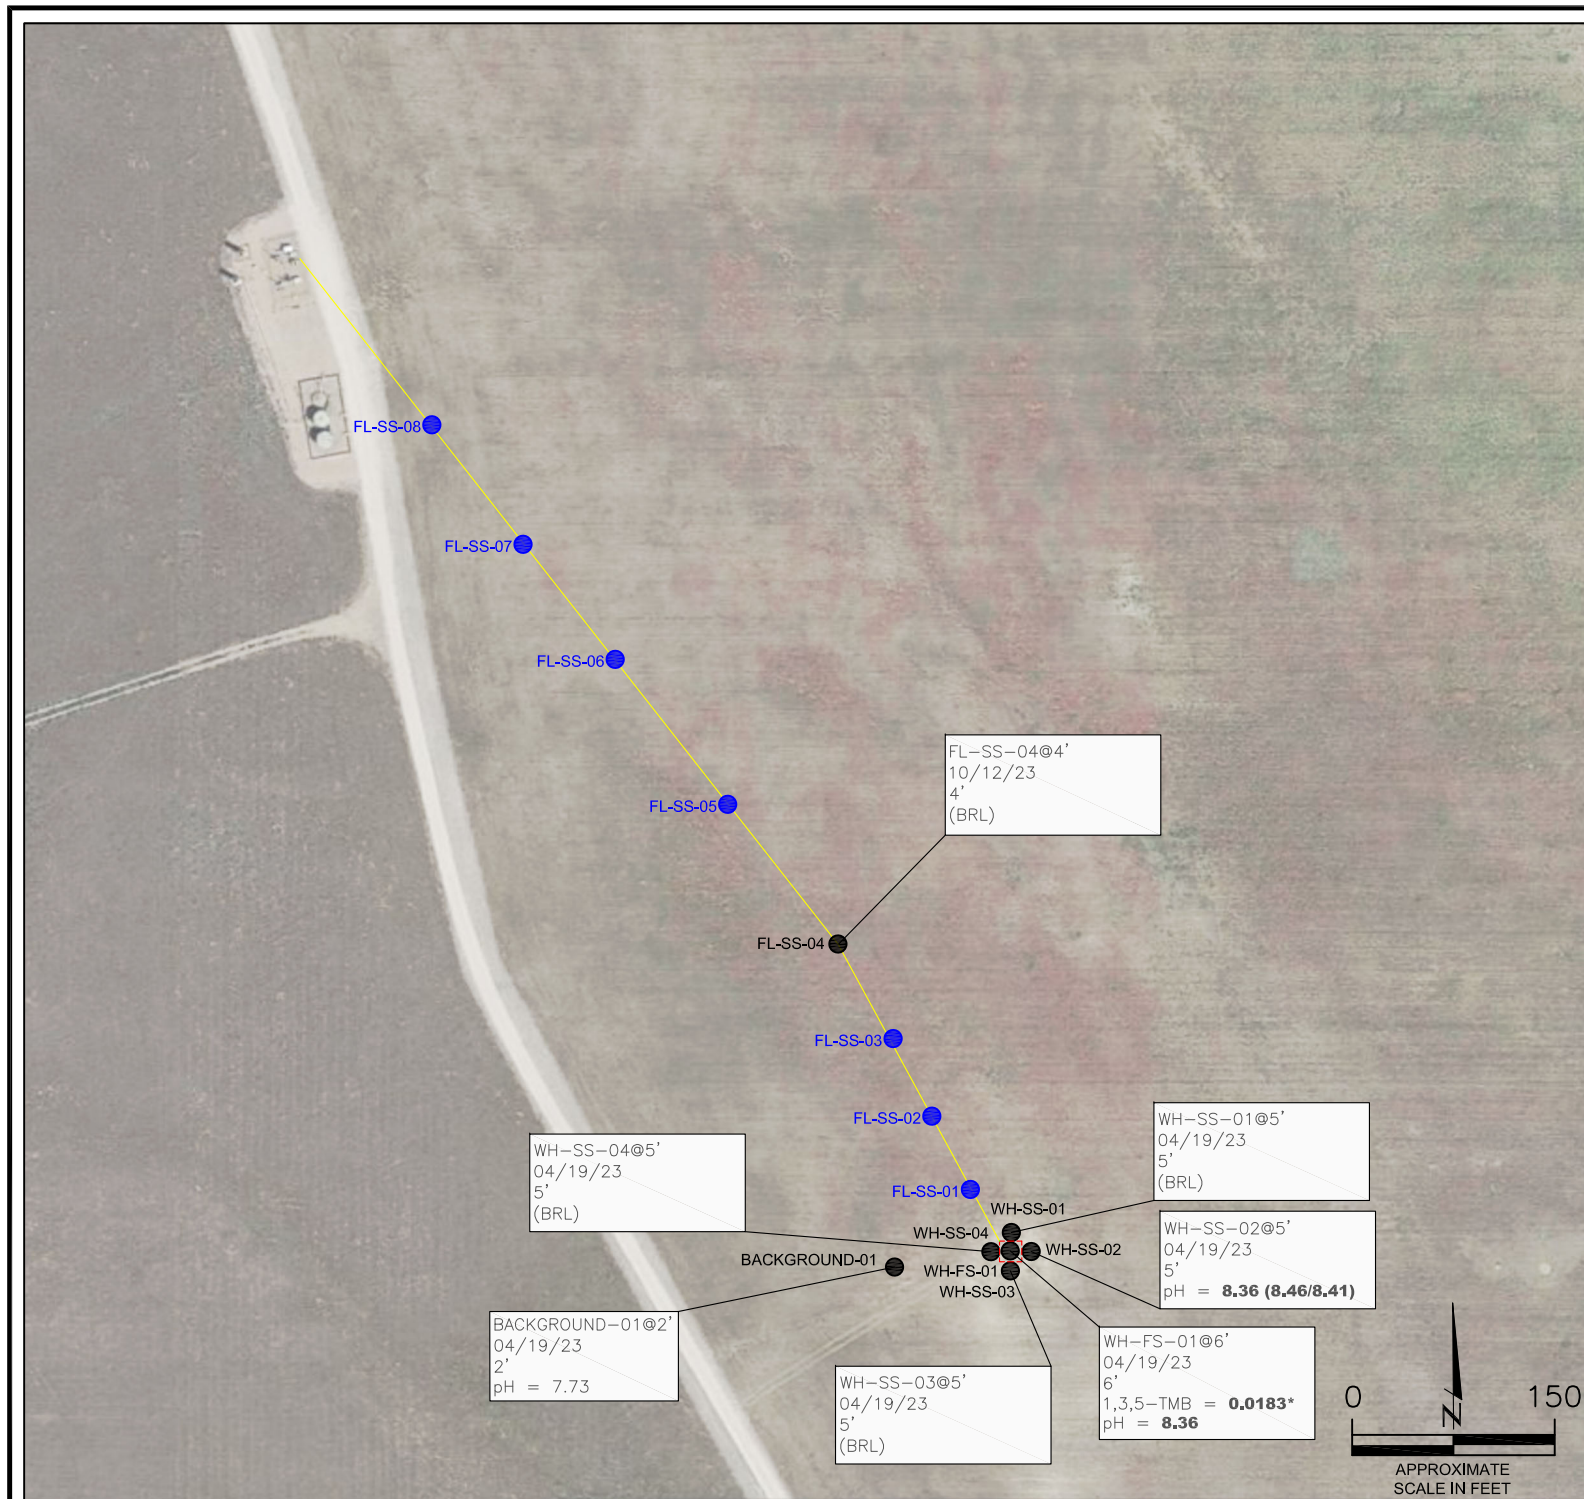 FL-SS-08
FL-SS-07
FL-SS-06
FL-SS-05
FL-SS-04@4'
10/12/23
4'
(BRL)
FL-SS-04
FL-SS-03
FL-SS-02
FL-SS-01
WH-SS-01@5'
04/19/23
5'
(BRL)
WH-SS-04@5'
04/19/23
5'
(BRL)
WH-SS-01
WH-SS-04
WH-SS-02
WH-FS-01
WH-SS-03
BACKGROUND-01
WH-SS-02@5'
04/19/23
5'
pH = 8.36 (8.46/8.41)
BACKGROUND-01@2'
04/19/23
2'
pH = 7.73
WH-FS-01@6'
04/19/23
6'
1,3,5-TMB = 0.0183*
pH = 8.36
WH-SS-03@5'
04/19/23
5'
(BRL)
N
0 150
APPROXIMATE
SCALE IN FEET